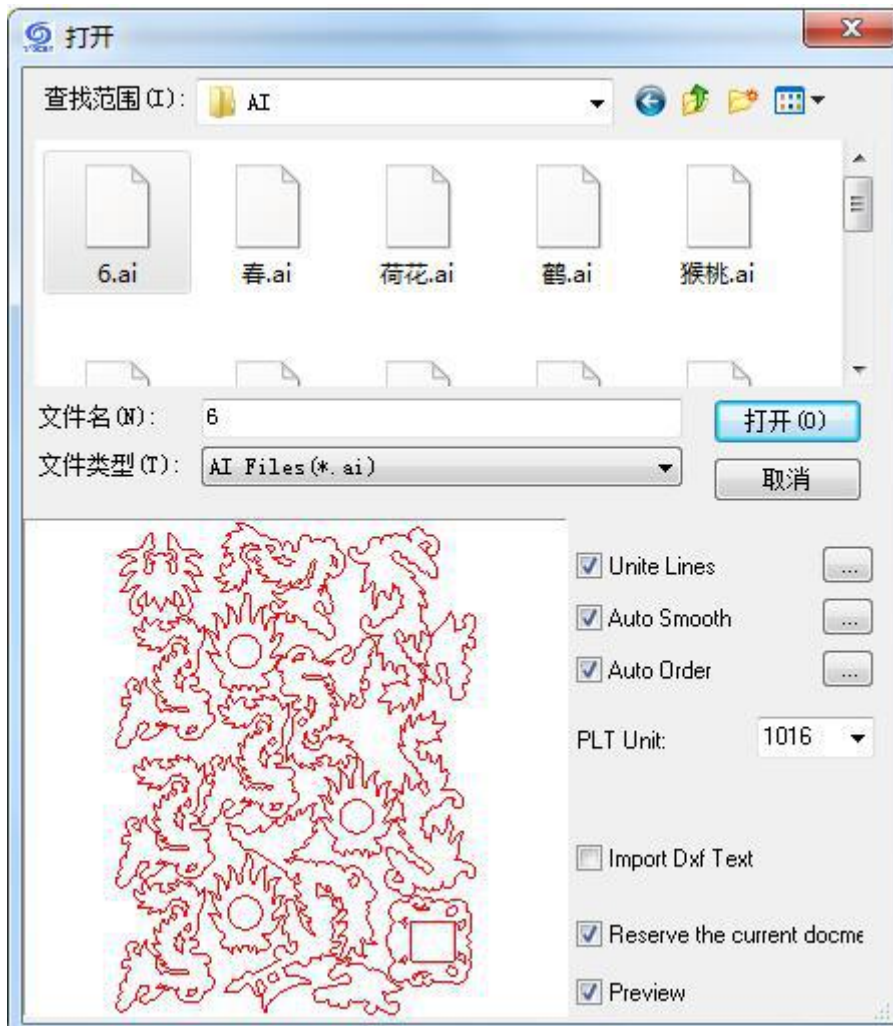 打开
查找范围(I):
AI
6.ai
春.ai
荷花.ai
鹤.ai
猴桃.ai
文件名(N):
6
打开(O)
文件类型(T):
AI Files(*.ai)
取消
Unite Lines
...
Auto Smooth
...
Auto Order
...
PLT Unit:
1016
Import Dxf Text
Reserve the current docme
Preview